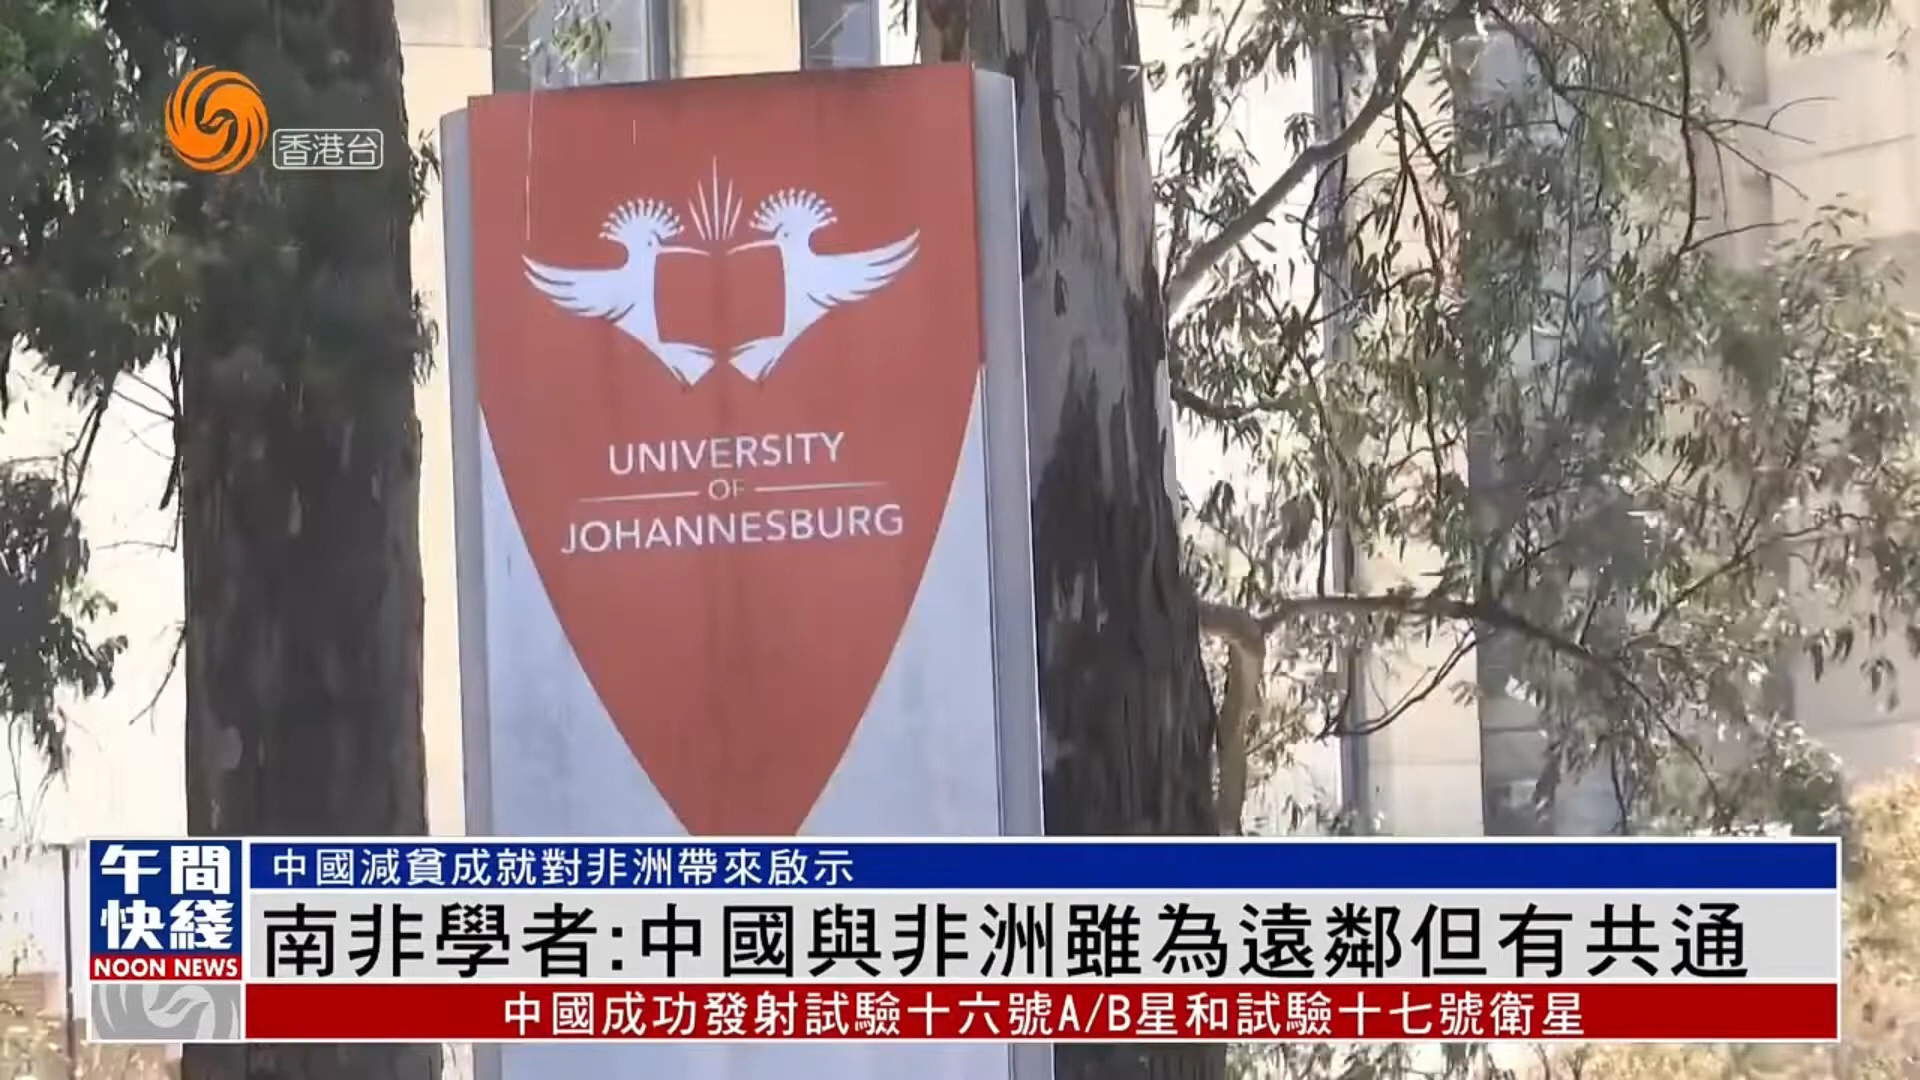 香港台
UNIVERSITY
OF
JOHANNESBURG
午間
快綫
NOON NEWS
中國減貧成就對非洲帶來啟示
南非學者:中國與非洲雖為遠鄰但有共通
中國成功發射試驗十六號A/B星和試驗十七號衛星